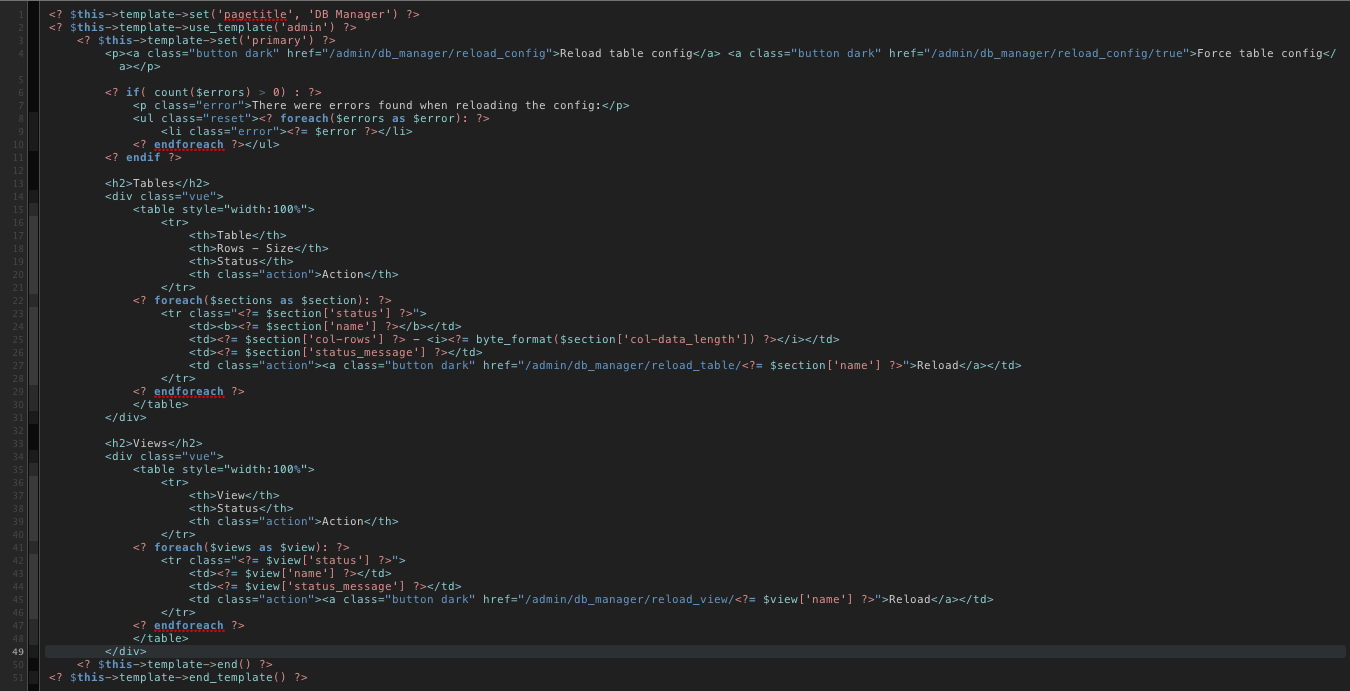 1 <? $this->template->set('pagetitle', 'DB Manager') ?>
2 <? $this->template->use_template('admin') ?>
3 <? $this->template->set('primary') ?>
4 <p><a class="button dark" href="/admin/db_manager/reload_config">Reload table config</a> <a class="button dark" href="/admin/db_manager/reload_config/true">Force table config</
a></p>
5
6 <? if( count($errors) > 0) : ?>
7 <p class="error">There were errors found when reloading the config:</p>
8 <ul class="reset"><? foreach($errors as $error): ?>
9 <li class="error"><?= $error ?></li>
10 <? endforeach ?></ul>
11 <? endif ?>
12
13 <h2>Tables</h2>
14 <div class="vue">
15 <table style="width:100%">
16 <tr>
17 <th>Table</th>
18 <th>Rows - Size</th>
19 <th>Status</th>
20 <th class="action">Action</th>
21 </tr>
22 <? foreach($sections as $section): ?>
23 <tr class="<?= $section['status'] ?>">
24 <td><b><?= $section['name'] ?></b></td>
25 <td><?= $section['col-rows'] ?> - <i><?= byte_format($section['col-data_length']) ?></i></td>
26 <td><?= $section['status_message'] ?></td>
27 <td class="action"><a class="button dark" href="/admin/db_manager/reload_table/<?= $section['name'] ?>">Reload</a></td>
28 </tr>
29 <? endforeach ?>
30 </table>
31 </div>
32
33 <h2>Views</h2>
34 <div class="vue">
35 <table style="width:100%">
36 <tr>
37 <th>View</th>
38 <th>Status</th>
39 <th class="action">Action</th>
40 </tr>
41 <? foreach($views as $view): ?>
42 <tr class="<?= $view['status'] ?>">
43 <td><?= $view['name'] ?></td>
44 <td><?= $view['status_message'] ?></td>
45 <td class="action"><a class="button dark" href="/admin/db_manager/reload_view/<?= $view['name'] ?>">Reload</a></td>
46 </tr>
47 <? endforeach ?>
48 </table>
49 </div>
50 <? $this->template->end() ?>
51 <? $this->template->end_template() ?>